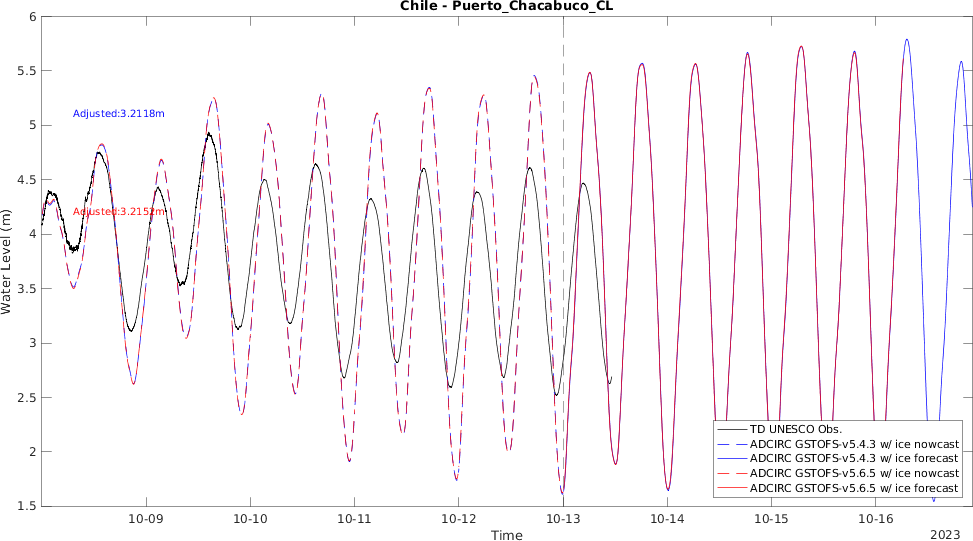 Chile - Puerto_Chacabuco_CL
6
5.5
5
4.5
4
3.5
3
2.5
2
1.5
Water Level (m)
Adjusted:3.2118m
Adjusted:3.2152m
TD UNESCO Obs.
ADCIRC GSTOFS-v5.4.3 w/ ice nowcast
ADCIRC GSTOFS-v5.4.3 w/ ice forecast
ADCIRC GSTOFS-v5.6.5 w/ ice nowcast
ADCIRC GSTOFS-v5.6.5 w/ ice forecast
10-09 10-10 10-11 10-12 10-13 10-14 10-15 10-16
Time
2023